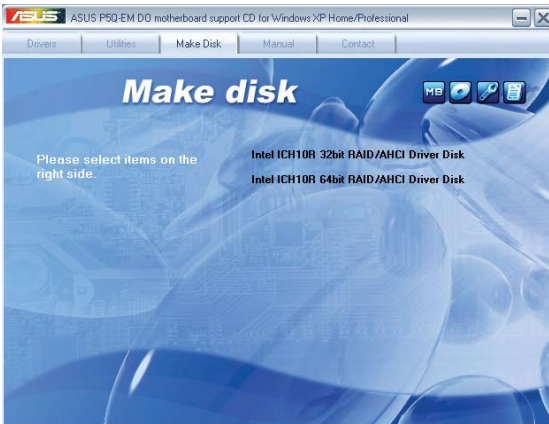 ASUS ASUS P5Q-EM DO motherboard support CD for Windows XP Home/Professional
Drivers Utilities Make Disk Manual Contact
Make disk
MB
Please select items on the
right side.
Intel ICH10R 32bit RAID/AHCI Driver Disk
Intel ICH10R 64bit RAID/AHCI Driver Disk